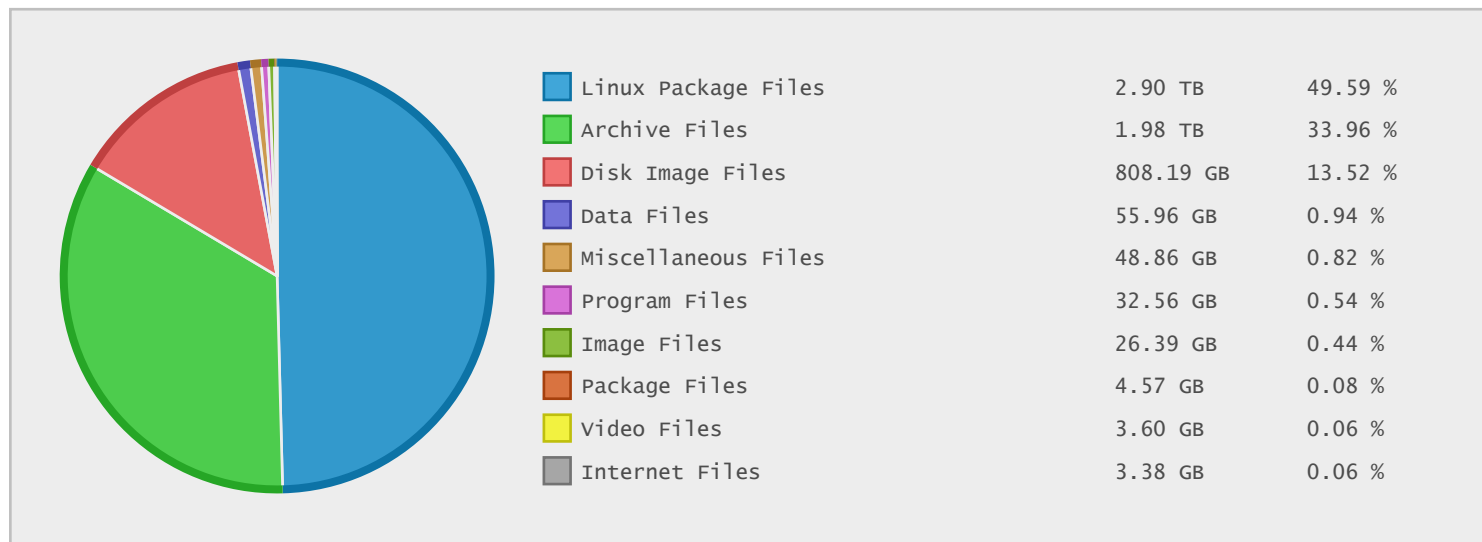 Linux Package Files 2.90 TB 49.59 %
Archive Files 1.98 TB 33.96 %
Disk Image Files 808.19 GB 13.52 %
Data Files 55.96 GB 0.94 %
Miscellaneous Files 48.86 GB 0.82 %
Program Files 32.56 GB 0.54 %
Image Files 26.39 GB 0.44 %
Package Files 4.57 GB 0.08 %
Video Files 3.60 GB 0.06 %
Internet Files 3.38 GB 0.06 %